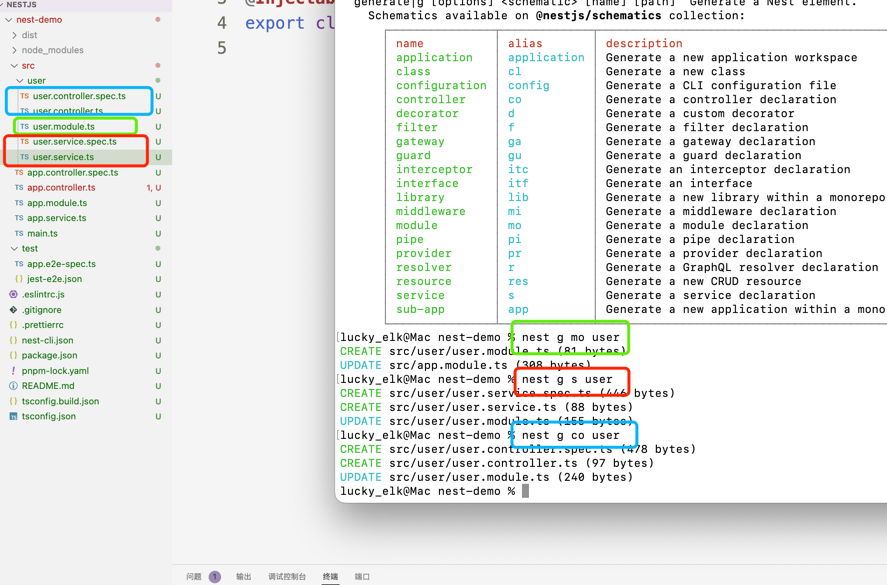 NESTJS
nest-demo
dist
node_modules
src
user
TS user.controller.spec.ts U
TS user.controller.ts U
TS user.module.ts U
TS user.service.spec.ts U
TS user.service.ts U
TS app.controller.spec.ts U
TS app.controller.ts 1, U
TS app.module.ts U
TS app.service.ts U
TS main.ts U
test
TS app.e2e-spec.ts U
{} jest-e2e.json U
.eslintrc.js U
.gitignore U
{} .prettierrc U
{} nest-cli.json U
{} package.json U
! pnpm-lock.yaml U
README.md U
{} tsconfig.build.json U
TS tsconfig.json U
4 export cl
5
generate|g [options] <schematic> [name] [path] Generate a Nest element.
Schematics available on @nestjs/schematics collection:
name alias description
application application Generate a new application workspace
class cl Generate a new class
configuration config Generate a CLI configuration file
controller co Generate a controller declaration
decorator d Generate a custom decorator
filter f Generate a filter declaration
gateway ga Generate a gateway declaration
guard gu Generate a guard declaration
interceptor itc Generate an interceptor declaration
interface itf Generate an interface
library lib Generate a new library within a monorepo
middleware mi Generate a middleware declaration
module mo Generate a module declaration
pipe pi Generate a pipe declaration
provider pr Generate a provider declaration
resolver r Generate a GraphQL resolver declaration
resource res Generate a new CRUD resource
service s Generate a service declaration
sub-app app Generate a new application within a mono
[lucky_elk@Mac nest-demo % nest g mo user
CREATE src/user/user.module.ts (81 bytes)
UPDATE src/app.module.ts (308 bytes)
[lucky_elk@Mac nest-demo % nest g s user
CREATE src/user/user.service.spec.ts (446 bytes)
CREATE src/user/user.service.ts (88 bytes)
UPDATE src/user/user.module.ts (155 bytes)
[lucky_elk@Mac nest-demo % nest g co user
CREATE src/user/user.controller.spec.ts (478 bytes)
CREATE src/user/user.controller.ts (97 bytes)
UPDATE src/user/user.module.ts (240 bytes)
lucky_elk@Mac nest-demo %
问题 1 输出 调试控制台 终端 端口